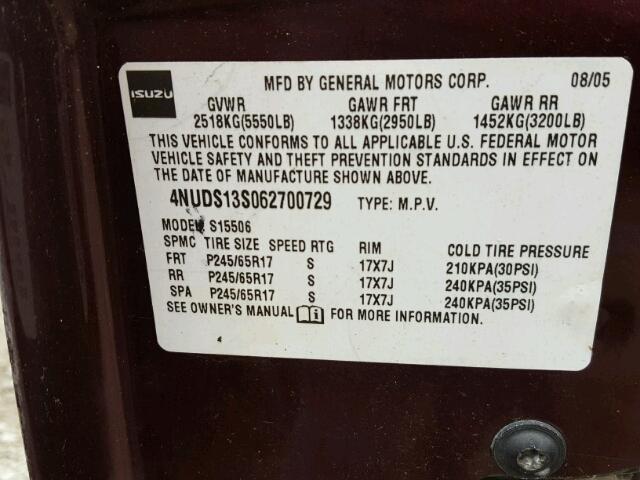 ISUZU
MFD BY GENERAL MOTORS CORP. 08/05
GVWR GAWR FRT GAWR RR
2518KG(5550LB) 1338KG(2950LB) 1452KG(3200LB)
THIS VEHICLE CONFORMS TO ALL APPLICABLE U.S. FEDERAL MOTOR
VEHICLE SAFETY AND THEFT PREVENTION STANDARDS IN EFFECT ON
THE DATE OF MANUFACTURE SHOWN ABOVE.
4NUDS13S062700729 TYPE: M.P.V.
MODEL S15506
SPMC TIRE SIZE SPEED RTG RIM COLD TIRE PRESSURE
FRT P245/65R17 S 17X7J 210KPA(30PSI)
RR P245/65R17 S 17X7J 240KPA(35PSI)
SPA P245/65R17 S 17X7J 240KPA(35PSI)
SEE OWNER'S MANUAL i FOR MORE INFORMATION.
4